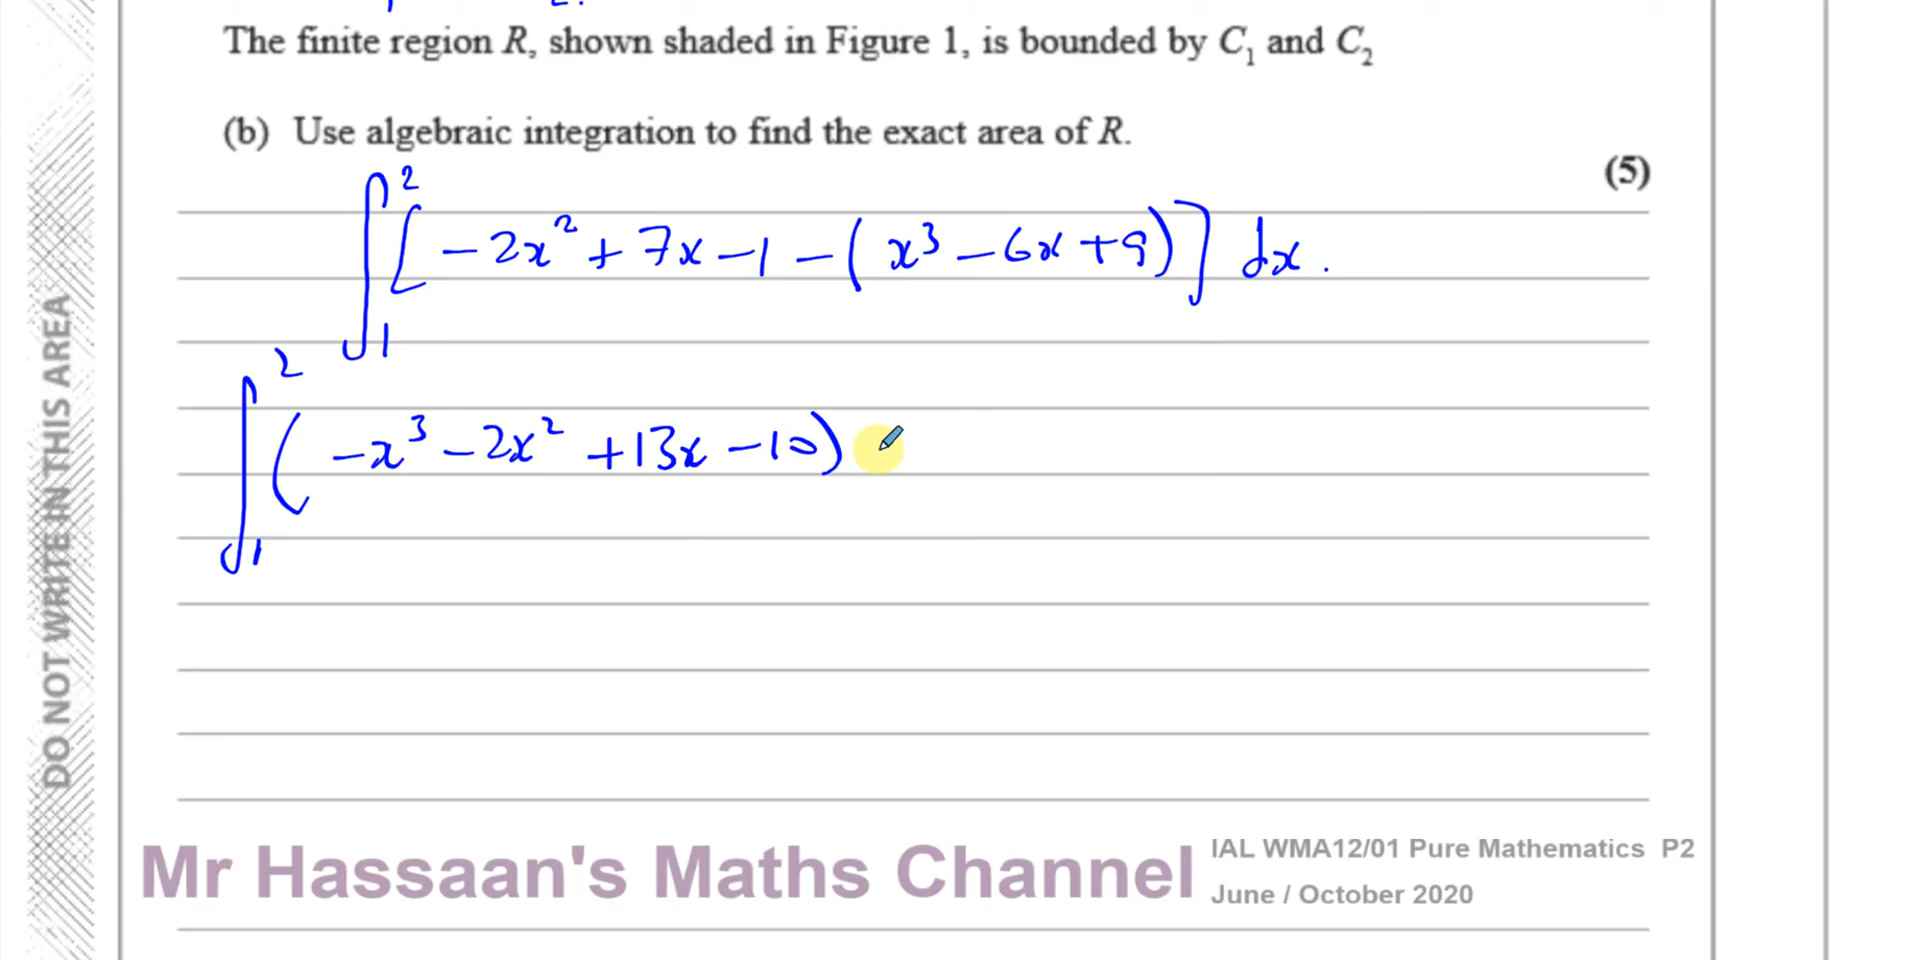 The finite region R, shown shaded in Figure 1, is bounded by C₁ and C₂
(b) Use algebraic integration to find the exact area of R.
(5)
∫₁² [-2x² + 7x - 1 - (x³ - 6x + 9)] dx.
∫₁² (-x³ - 2x² + 13x - 10)
DO NOT WRITE IN THIS AREA
Mr Hassaan's Maths Channel
IAL WMA12/01 Pure Mathematics P2
June / October 2020